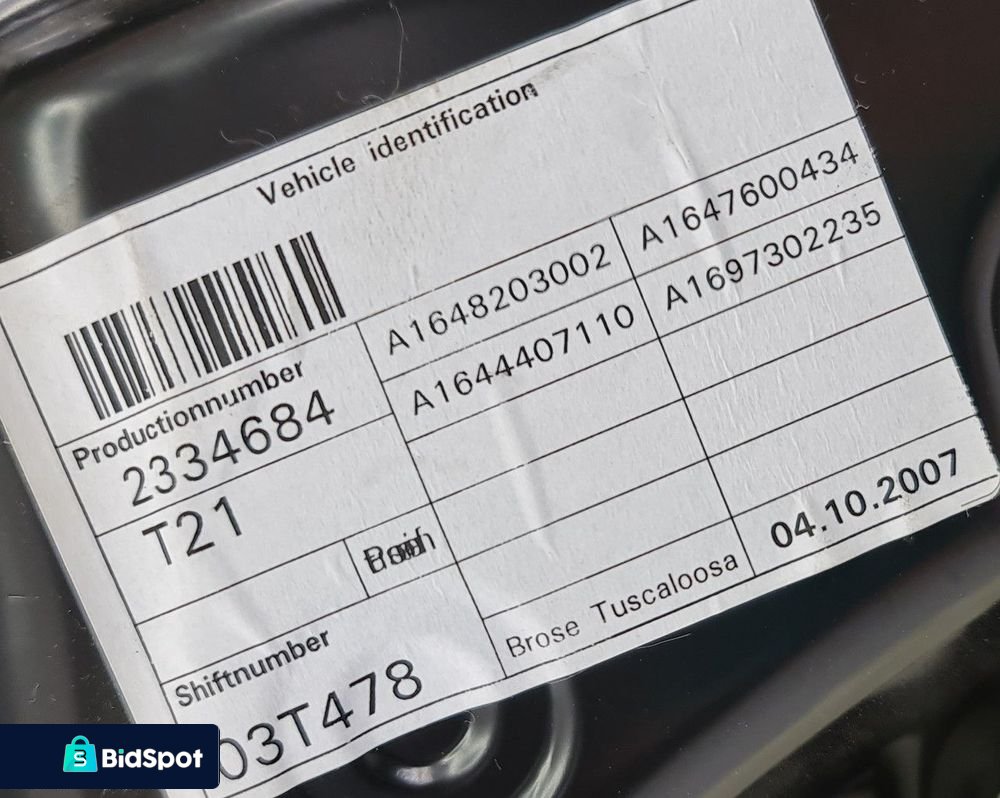 Vehicle identification
Productionnumber
2334684
T21
A1648203002 A1647600434
A1644407110 A1697302235
Shiftnumber
03T478
Brose Tuscaloosa 04.10.2007
BidSpot